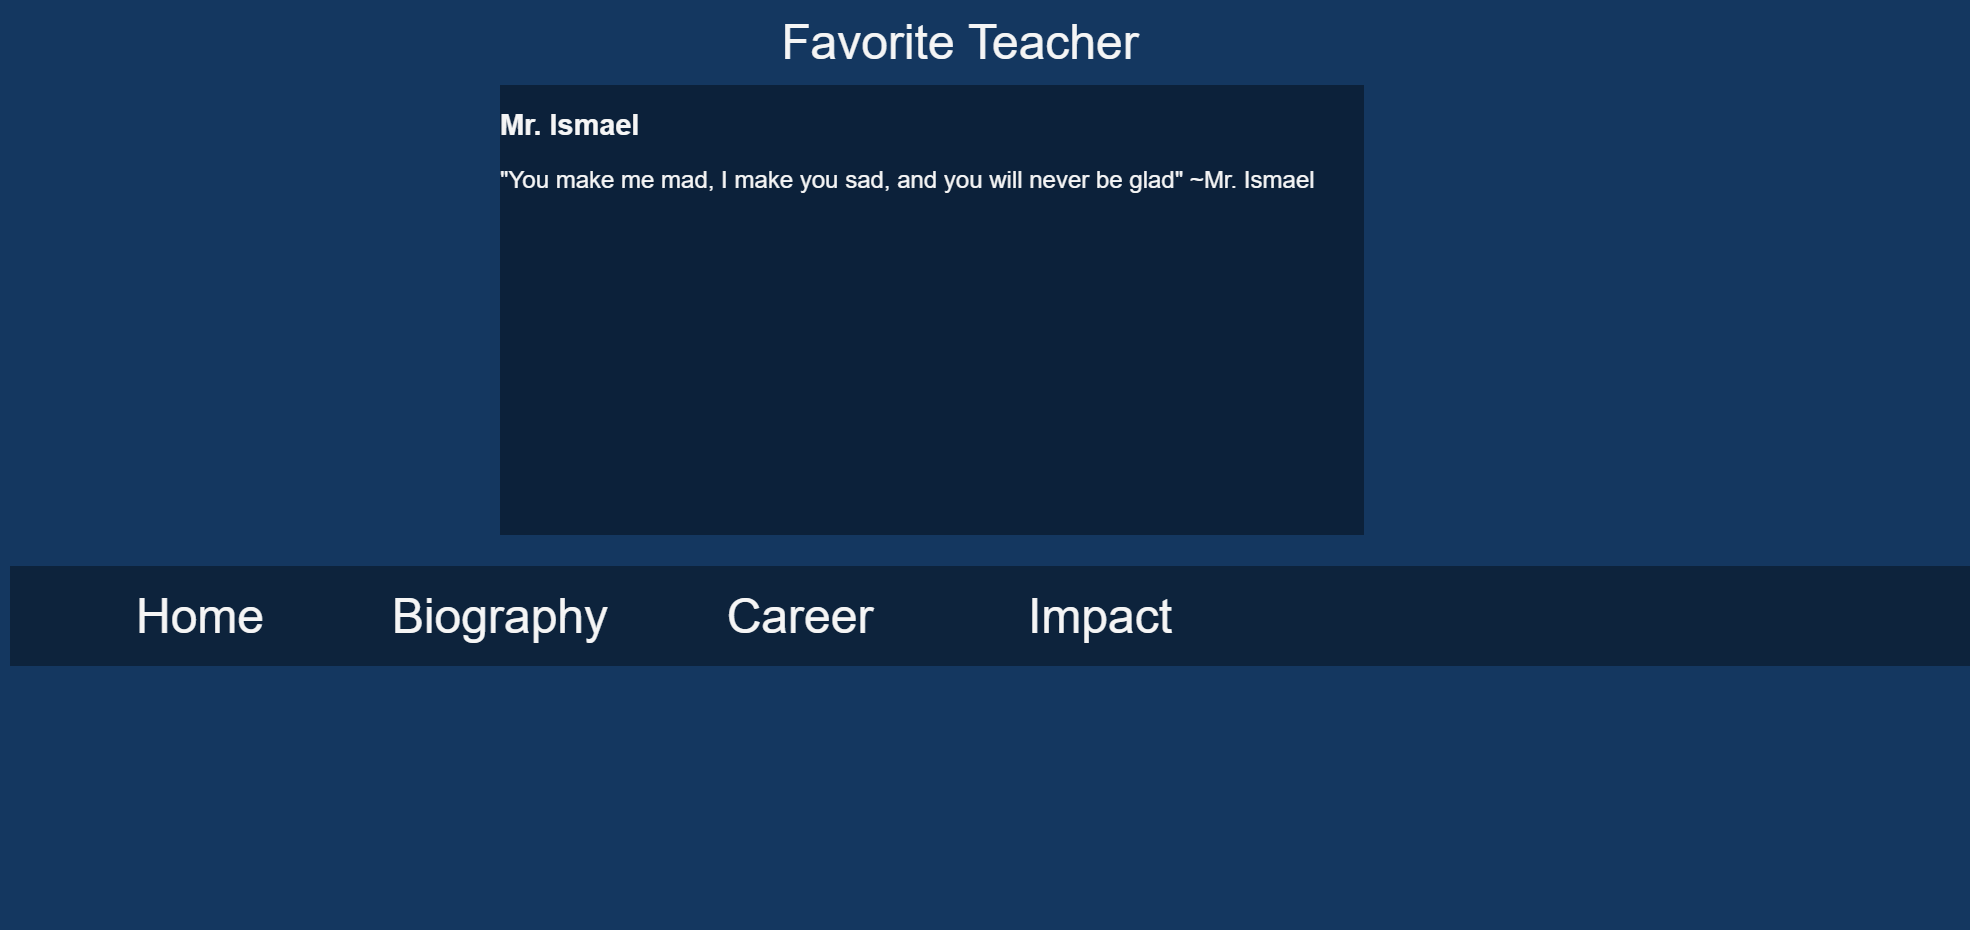 Favorite Teacher
Mr. Ismael
"You make me mad, I make you sad, and you will never be glad" ~Mr. Ismael
Home Biography Career Impact